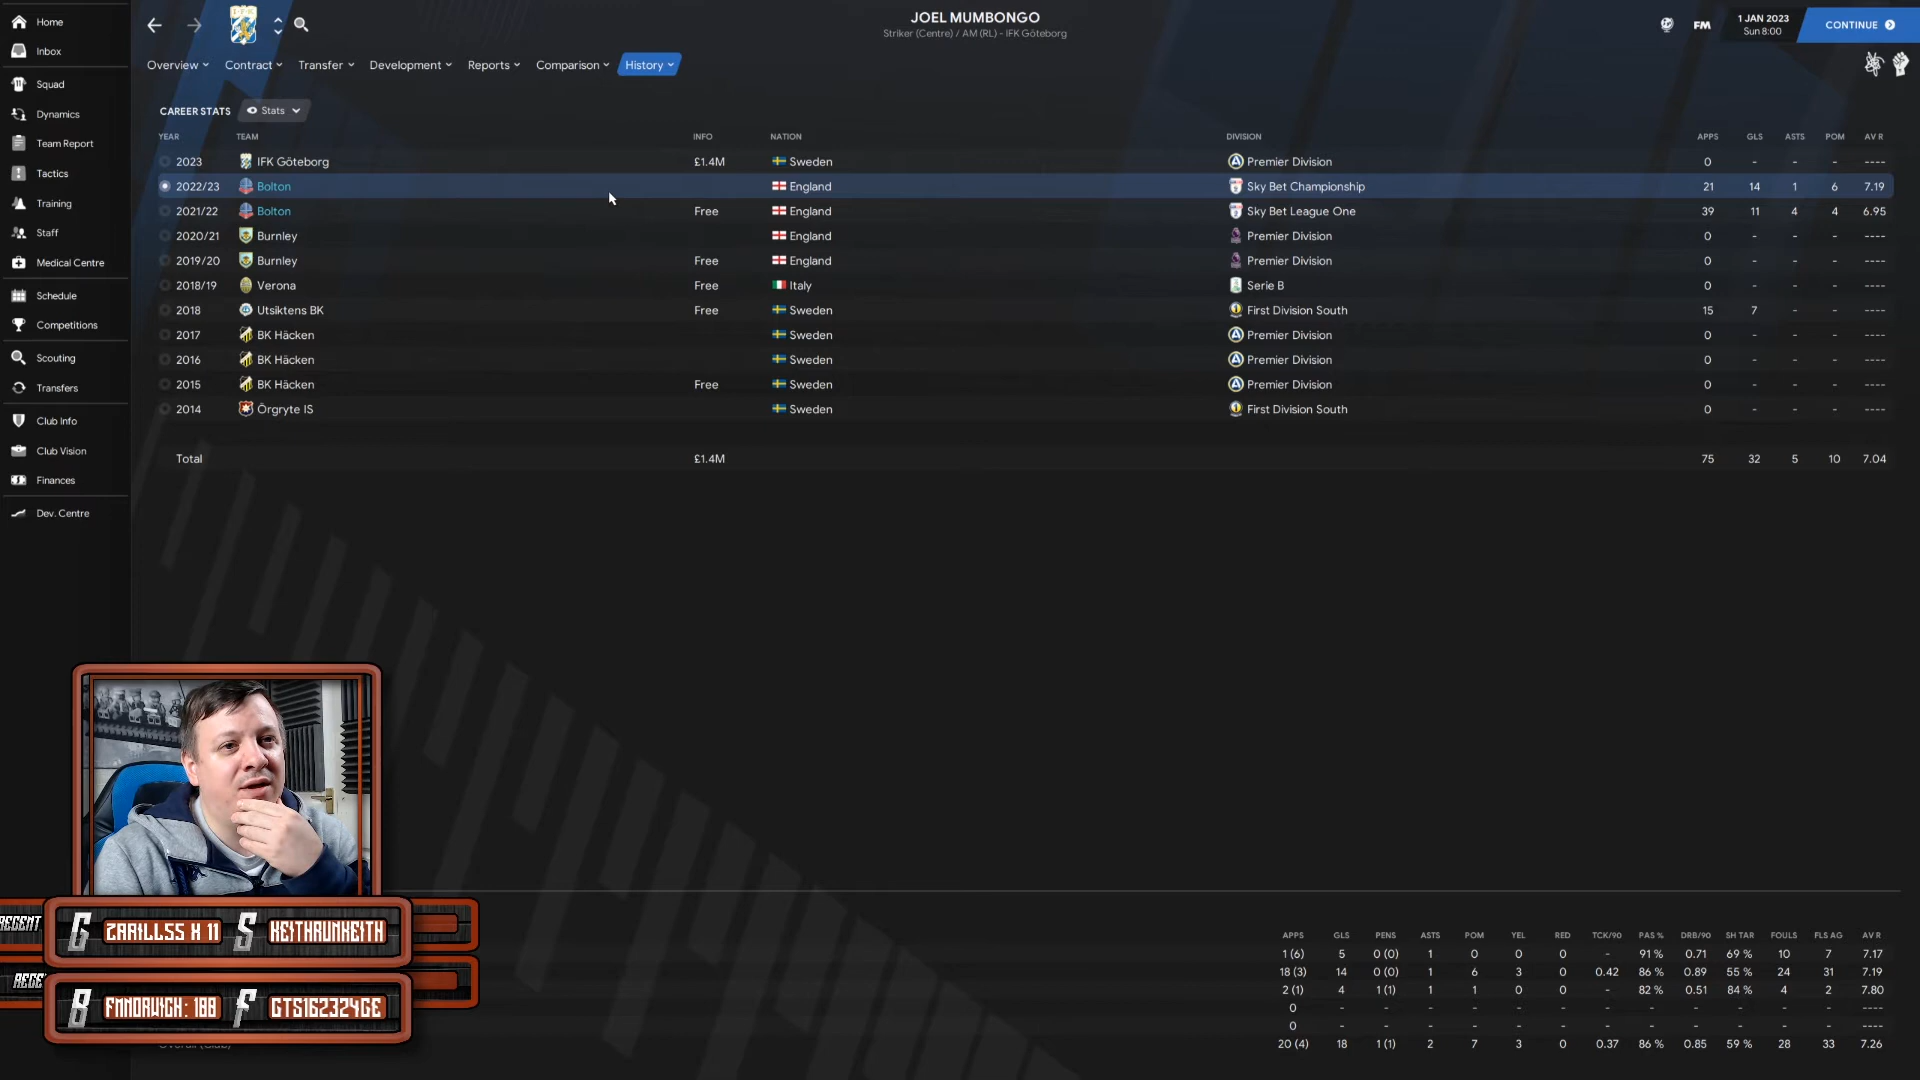 Home
Inbox
Squad
Dynamics
Team Report
Tactics
Training
Staff
Medical Centre
Schedule
Competitions
Scouting
Transfers
Club Info
Club Vision
Finances
Dev. Centre
JOEL MUMBONGO
Striker (Centre) / AM (RL) - IFK Göteborg
FM
1 JAN 2023
Sun 8:00
CONTINUE
Overview Contract Transfer Development Reports Comparison History
CAREER STATS Stats
YEAR TEAM INFO NATION DIVISION APPS GLS ASTS POM AV R
2023 IFK Göteborg £1.4M Sweden Premier Division 0 - - - ----
2022/23 Bolton England Sky Bet Championship 21 14 1 6 7.19
2021/22 Bolton Free England Sky Bet League One 39 11 4 4 6.95
2020/21 Burnley England Premier Division 0 - - - ----
2019/20 Burnley Free England Premier Division 0 - - - ----
2018/19 Verona Free Italy Serie B 0 - - - ----
2018 Utsiktens BK Free Sweden First Division South 15 7 - - ----
2017 BK Häcken Sweden Premier Division 0 - - - ----
2016 BK Häcken Sweden Premier Division 0 - - - ----
2015 BK Häcken Free Sweden Premier Division 0 - - - ----
2014 Örgryte IS Sweden First Division South 0 - - - ----
Total £1.4M 75 32 5 10 7.04
APPS GLS PENS ASTS POM YEL RED TCK/90 PAS % DRB/90 SH TAR FOULS FLS AG AV R
1 (6) 5 0 (0) 1 0 0 0 - 91 % 0.71 69 % 10 7 7.17
18 (3) 14 0 (0) 1 6 3 0 0.42 86 % 0.89 55 % 24 31 7.19
2 (1) 4 1 (1) 1 1 0 0 - 82 % 0.51 84 % 4 2 7.80
0 - - - - - - - - - - - - ----
0 - - - - - - - - - - - - ----
20 (4) 18 1 (1) 2 7 3 0 0.37 86 % 0.85 59 % 28 33 7.26
RECENT
G ZARILLSS X 11 S KEITHRUNKEITH
B FMNORWICH: 188 F GTS162324GE